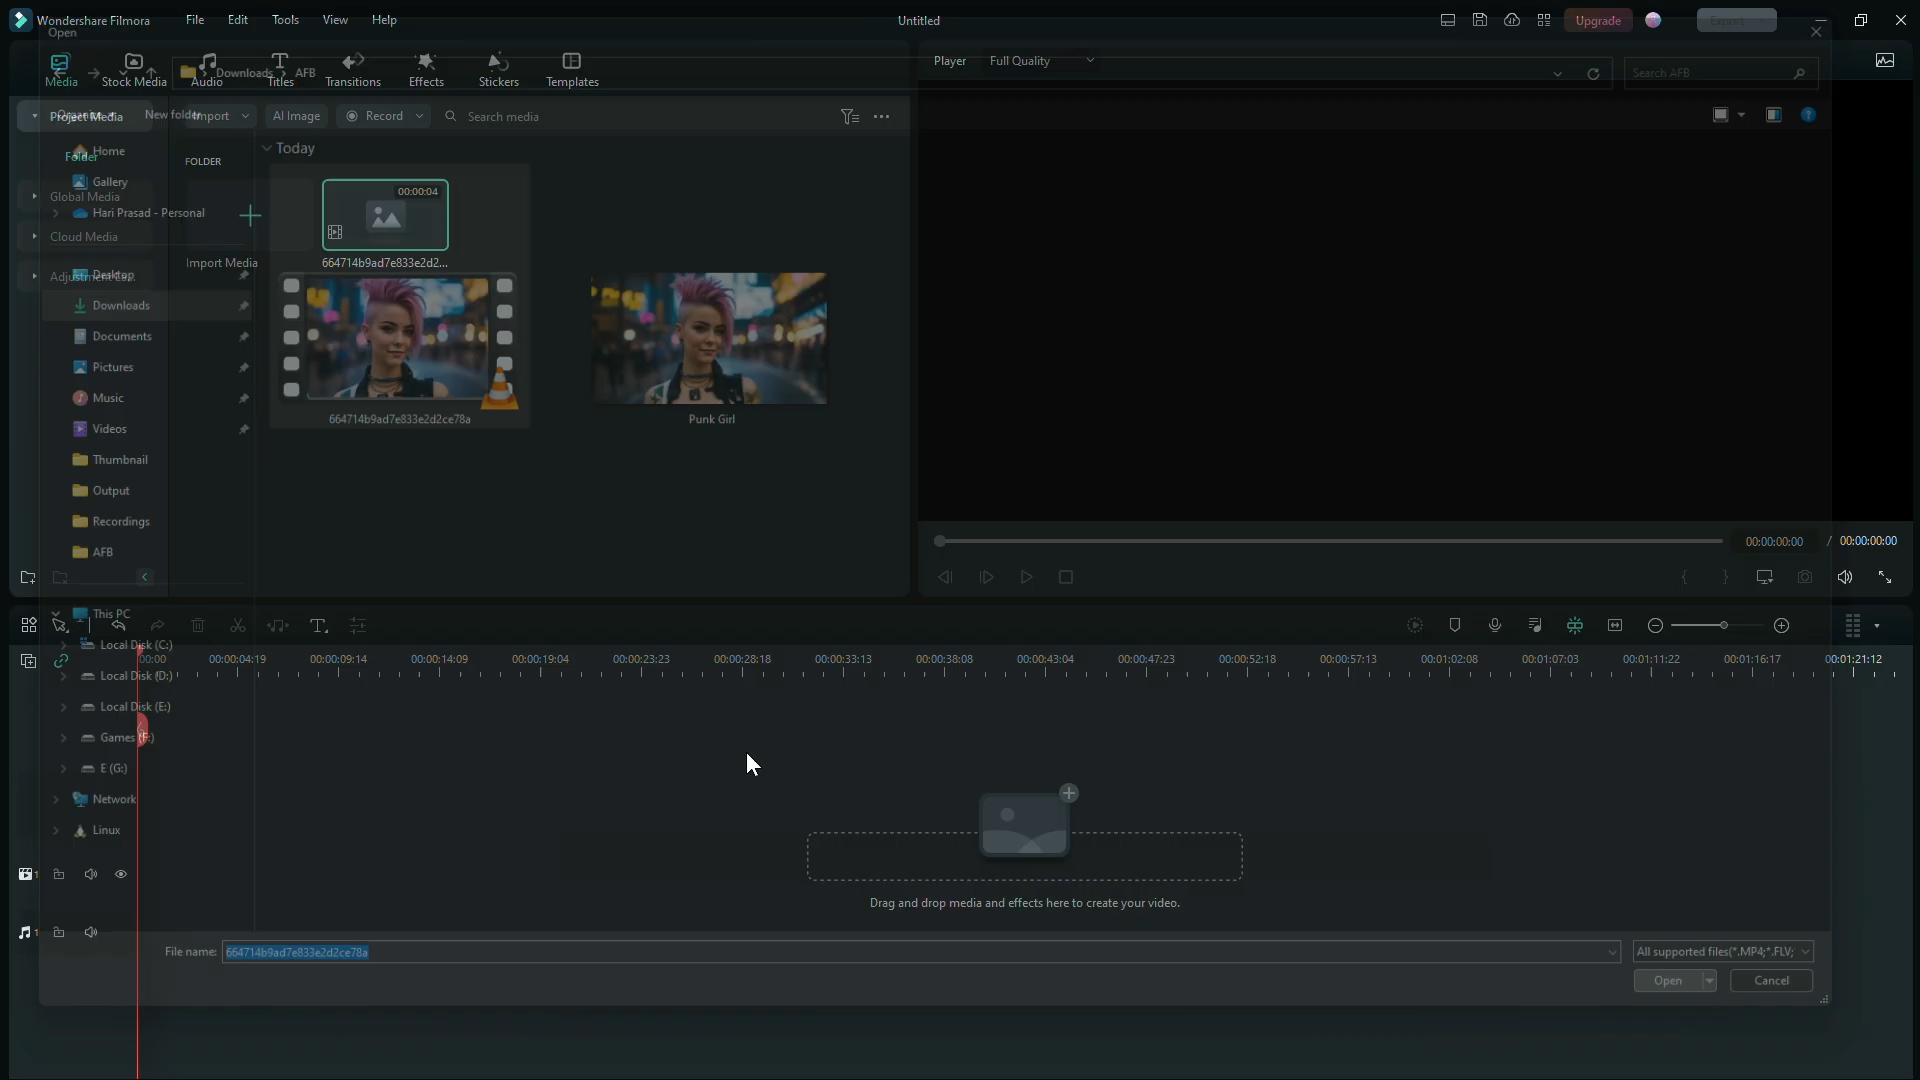 Wondershare Filmora
File
Edit
Tools
View
Help
Untitled
Upgrade
Export
Open
Media
Stock Media
Audio
Titles
Transitions
Effects
Stickers
Templates
Downloads
AFB
Player
Full Quality
Search AFB
Project Media
New folder
Import
AI Image
Record
Search media
Home
Folder
FOLDER
Today
Gallery
Global Media
00:00:04
Hari Prasad - Personal
Cloud Media
Import Media
664714b9ad7e833e2d2...
Desktop
Downloads
Documents
Pictures
Music
Videos
664714b9ad7e833e2d2ce78a
Punk Girl
Thumbnail
Output
Recordings
AFB
00:00:00:00
/ 00:00:00:00
This PC
Local Disk (C:)
00:00
00:00:04:19
00:00:09:14
00:00:14:09
00:00:19:04
00:00:23:23
00:00:28:18
00:00:33:13
00:00:38:08
00:00:43:04
00:00:47:23
00:00:52:18
00:00:57:13
00:01:02:08
00:01:07:03
00:01:11:22
00:01:16:17
00:01:21:12
Local Disk (D:)
Local Disk (E:)
Games (F:)
E (G:)
Network
Linux
1
Drag and drop media and effects here to create your video.
1
File name:
664714b9ad7e833e2d2ce78a
All supported files(*.MP4;*.FLV;
Open
Cancel